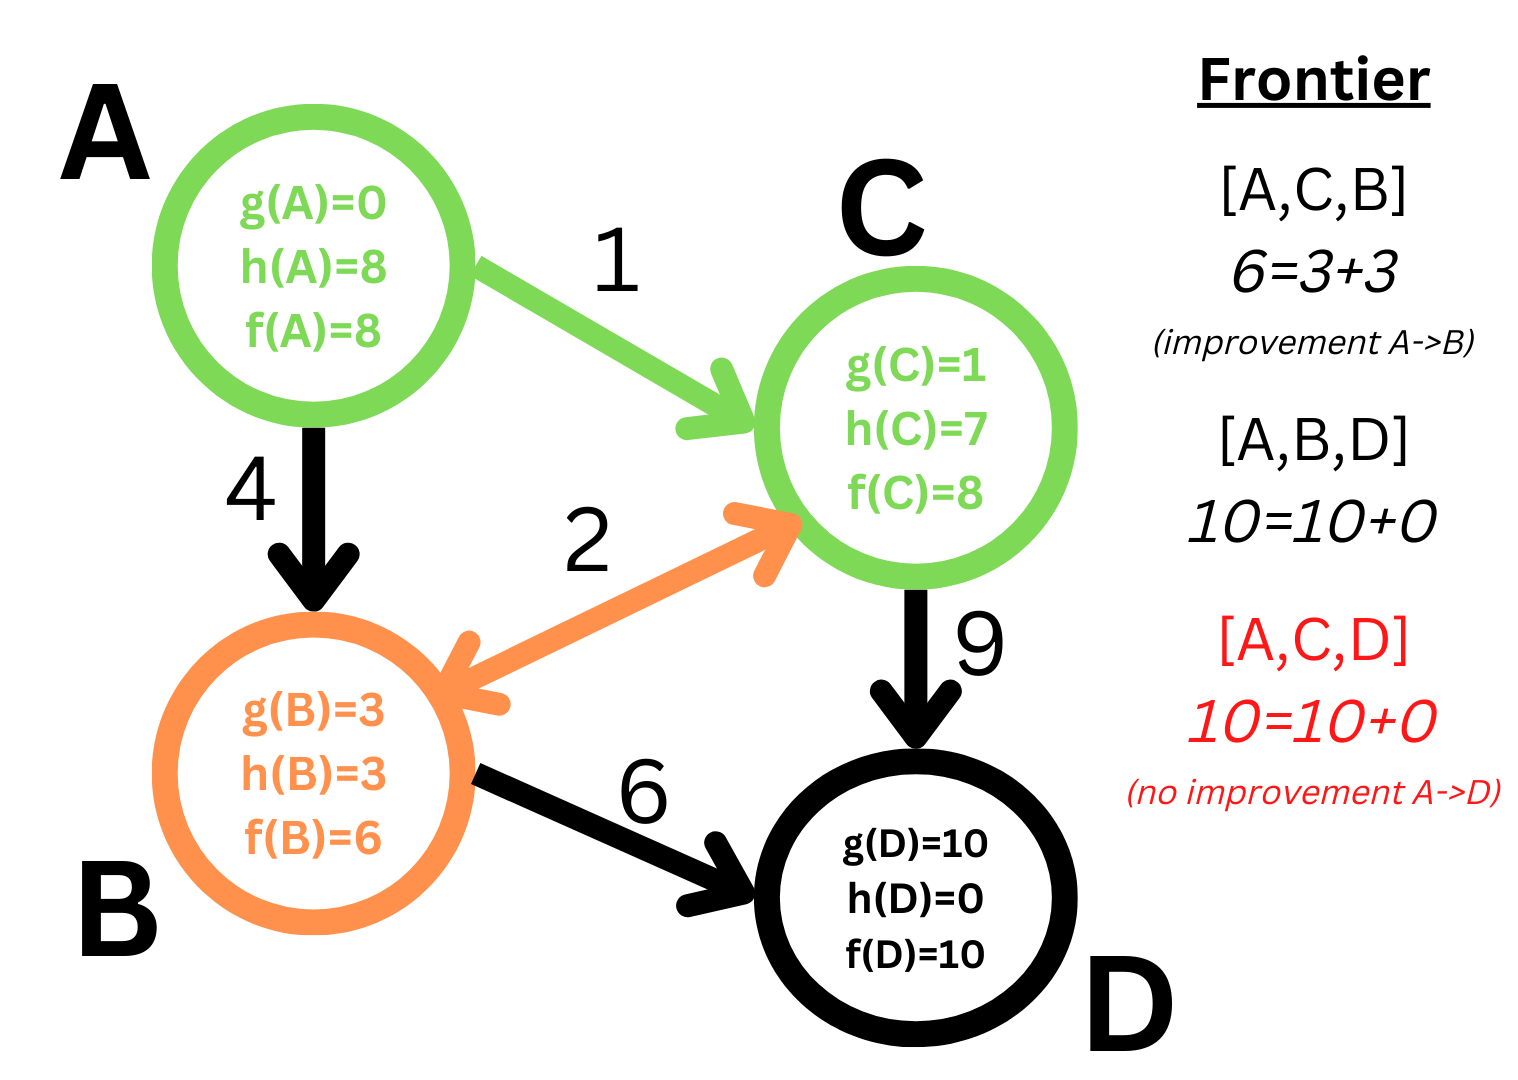 A
g(A)=0
h(A)=8
f(A)=8
1
C
g(C)=1
h(C)=7
f(C)=8
4
2
9
B
g(B)=3
h(B)=3
f(B)=6
6
D
g(D)=10
h(D)=0
f(D)=10
Frontier
[A,C,B]
6=3+3
(improvement A->B)
[A,B,D]
10=10+0
[A,C,D]
10=10+0
(no improvement A->D)